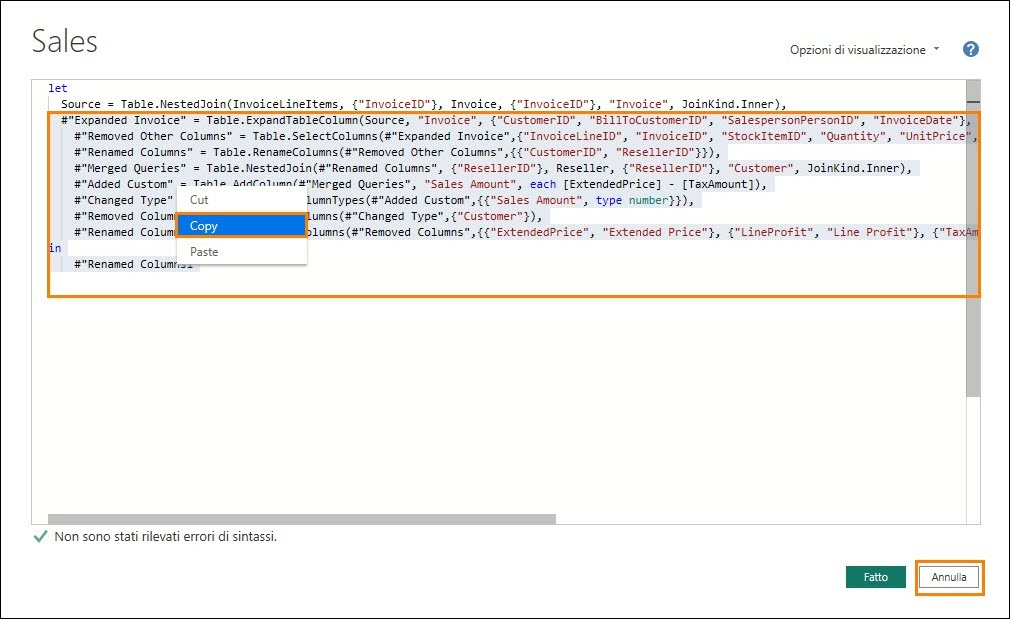 Sales
Opzioni di visualizzazione
?
let
Source = Table.NestedJoin(InvoiceLineItems, {"InvoiceID"}, Invoice, {"InvoiceID"}, "Invoice", JoinKind.Inner),
#"Expanded Invoice" = Table.ExpandTableColumn(Source, "Invoice", {"CustomerID", "BillToCustomerID", "SalespersonPersonID", "InvoiceDate"},
#"Removed Other Columns" = Table.SelectColumns(#"Expanded Invoice",{"InvoiceLineID", "InvoiceID", "StockItemID", "Quantity", "UnitPrice",
#"Renamed Columns" = Table.RenameColumns(#"Removed Other Columns",{{"CustomerID", "ResellerID"}}),
#"Merged Queries" = Table.NestedJoin(#"Renamed Columns", {"ResellerID"}, Reseller, {"ResellerID"}, "Customer", JoinKind.Inner),
#"Added Custom" = Table.AddColumn(#"Merged Queries", "Sales Amount", each [ExtendedPrice] - [TaxAmount]),
#"Changed Type" lumnTypes(#"Added Custom",{{"Sales Amount", type number}}),
#"Removed Colum lumns(#"Changed Type",{"Customer"}),
#"Renamed Colum olumns(#"Removed Columns",{{"ExtendedPrice", "Extended Price"}, {"LineProfit", "Line Profit"}, {"TaxAm
in
#"Renamed Columns1
Cut
Copy
Paste
Non sono stati rilevati errori di sintassi.
Fatto
Annulla